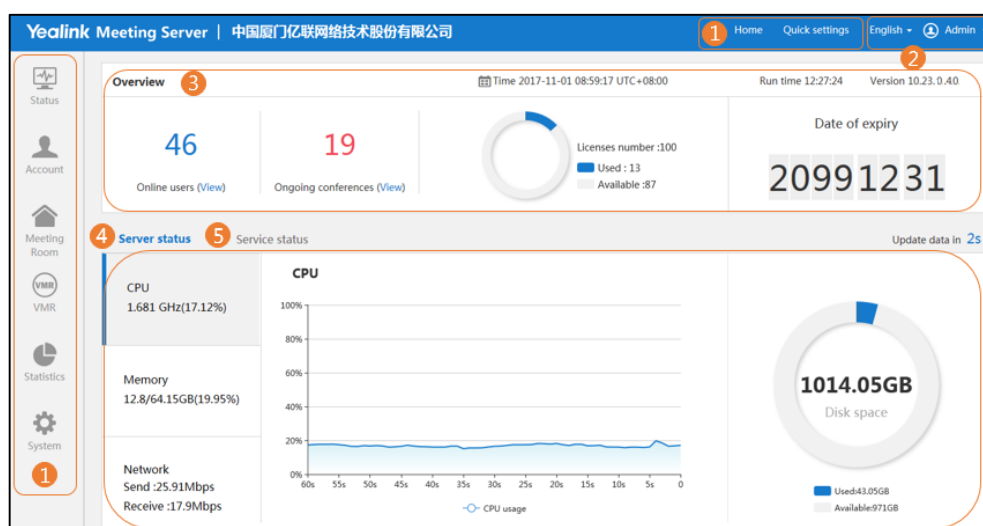 Yealink Meeting Server | 中国厦门亿联网络技术股份有限公司
1 Home Quick settings English Admin
2
Status
Account
Meeting
Room
VMR
VMR
Statistics
System
1
Overview 3 Time 2017-11-01 08:59:17 UTC+08:00 Run time 12:27:24 Version 10.23.0.40
46
Online users (View)
19
Ongoing conferences (View)
Licenses number :100
Used : 13
Available :87
Date of expiry
20991231
4 Server status 5 Service status Update data in 2s
CPU
1.681 GHz(17.12%)
Memory
12.8/64.15GB(19.95%)
Network
Send :25.91Mbps
Receive :17.9Mbps
CPU
100%
80%
60%
40%
20%
0%
60s 55s 50s 45s 40s 35s 30s 25s 20s 15s 10s 5s 0
CPU usage
1014.05GB
Disk space
Used:43.05GB
Available:971GB